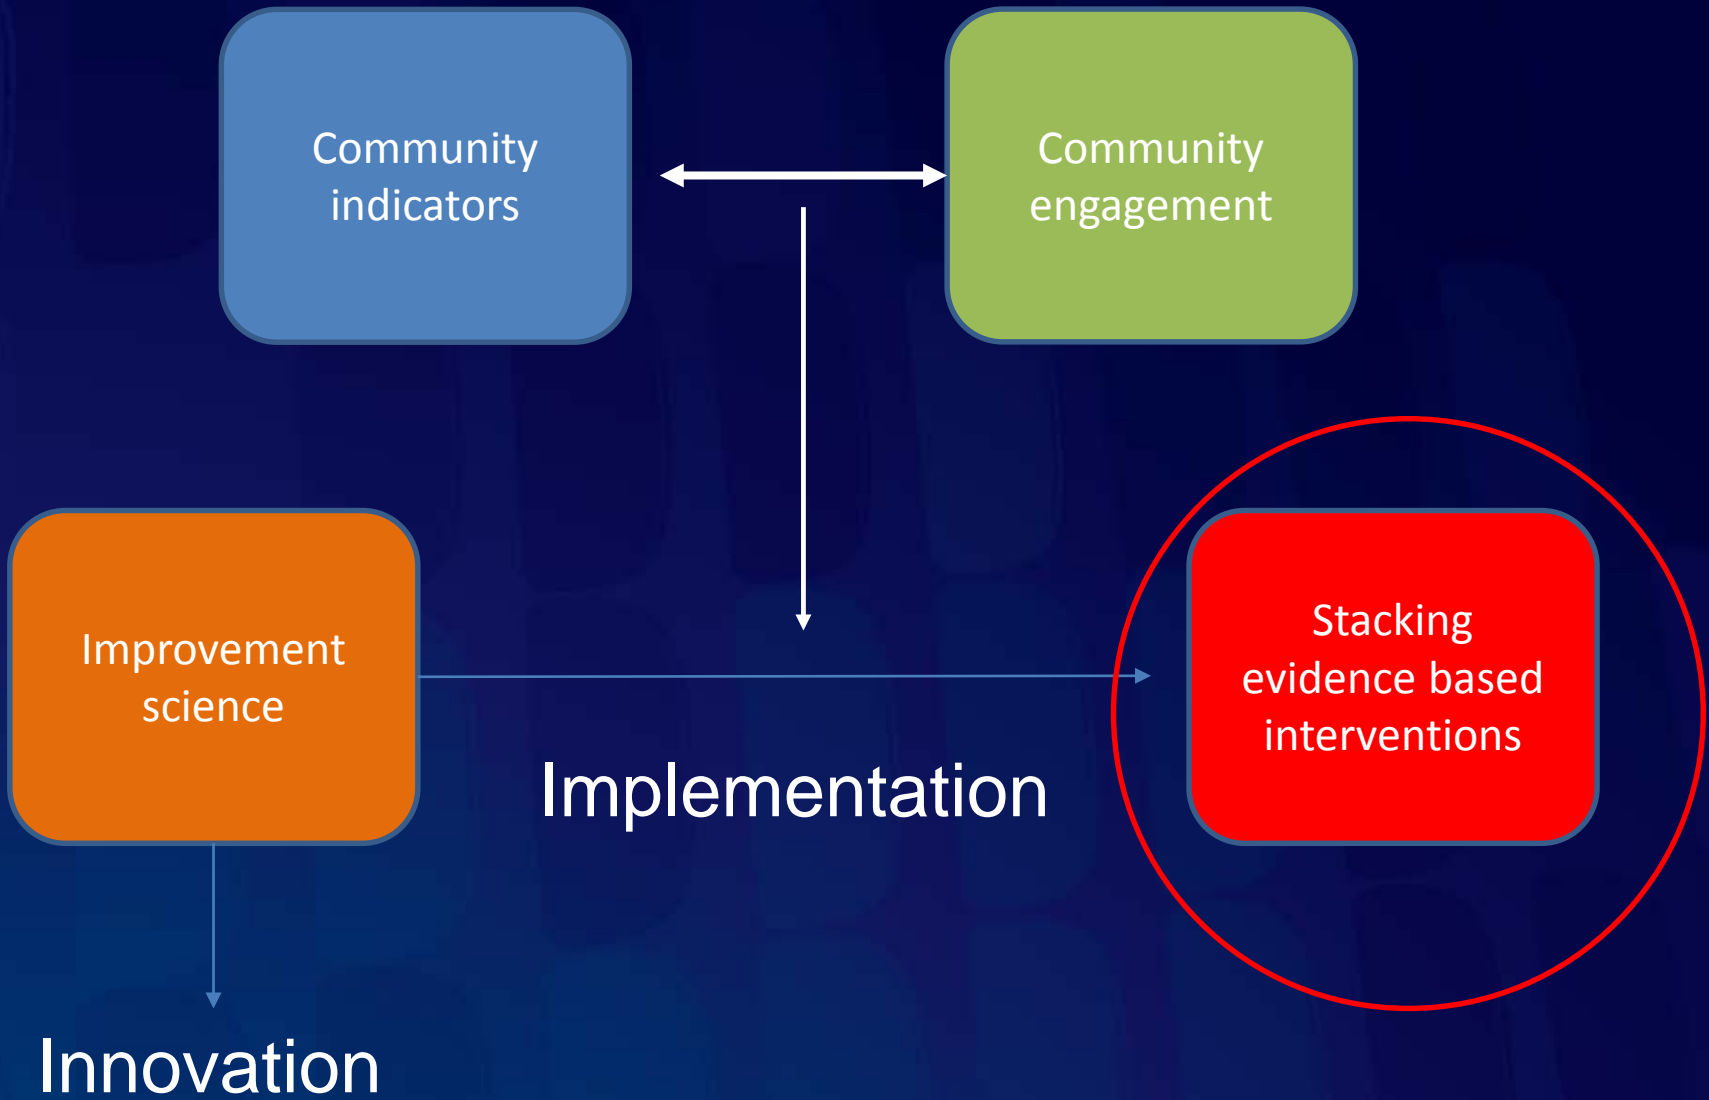 Community
indicators
Community
engagement
Improvement
science
Stacking
evidence based
interventions
Implementation
Innovation